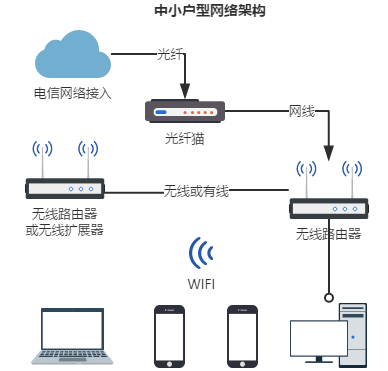 中小户型网络架构
光纤
电信网络接入
网线
光纤猫
无线或有线
无线路由器
或无线扩展器
无线路由器
WIFI